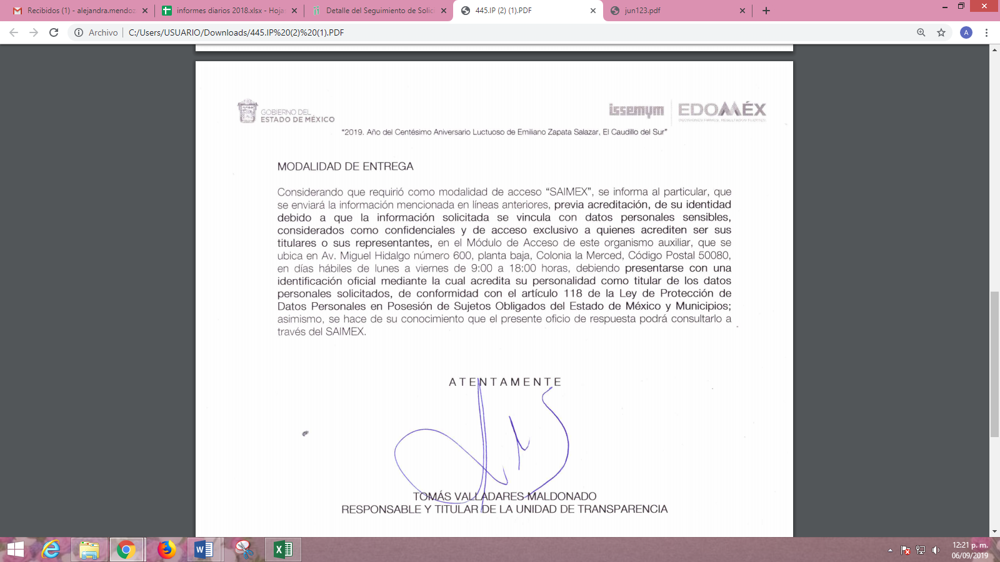 Recibidos (1) - alejandra.mendoz
informes diarios 2018.xlsx - Hoja
Detalle del Seguimiento de Solic
445.IP (2) (1).PDF
jun123.pdf
Archivo
C:/Users/USUARIO/Downloads/445.IP%20(2)%20(1).PDF
A
GOBIERNO DEL
ESTADO DE MÉXICO
issemym
EDOMÉX
DECISIONES FIRMES, RESULTADOS FUERTES.
"2019. Año del Centésimo Aniversario Luctuoso de Emiliano Zapata Salazar, El Caudillo del Sur"
MODALIDAD DE ENTREGA
Considerando que requirió como modalidad de acceso “SAIMEX”, se informa al particular, que
se enviará la información mencionada en líneas anteriores, previa acreditación, de su identidad
debido a que la información solicitada se vincula con datos personales sensibles,
considerados como confidenciales y de acceso exclusivo a quienes acrediten ser sus
titulares o sus representantes, en el Módulo de Acceso de este organismo auxiliar, que se
ubica en Av. Miguel Hidalgo número 600, planta baja, Colonia la Merced, Código Postal 50080,
en días hábiles de lunes a viernes de 9:00 a 18:00 horas, debiendo presentarse con una
identificación oficial mediante la cual acredita su personalidad como titular de los datos
personales solicitados, de conformidad con el artículo 118 de la Ley de Protección de
Datos Personales en Posesión de Sujetos Obligados del Estado de México y Municipios;
asimismo, se hace de su conocimiento que el presente oficio de respuesta podrá consultarlo a
través del SAIMEX.
A T E N T A M E N T E
TOMÁS VALLADARES MALDONADO
RESPONSABLE Y TITULAR DE LA UNIDAD DE TRANSPARENCIA
12:21 p. m.
06/09/2019